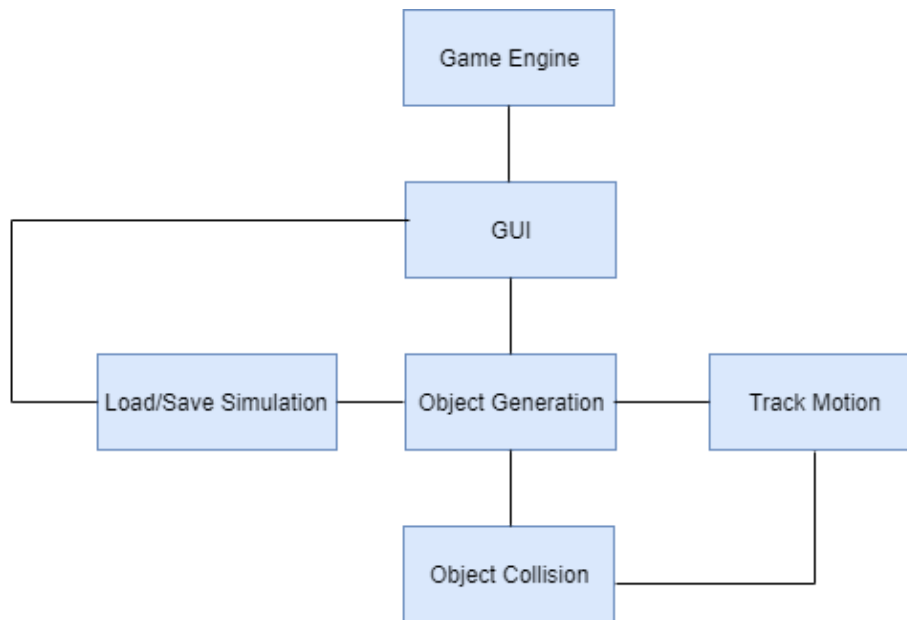 Game Engine
GUI
Load/Save Simulation
Object Generation
Track Motion
Object Collision